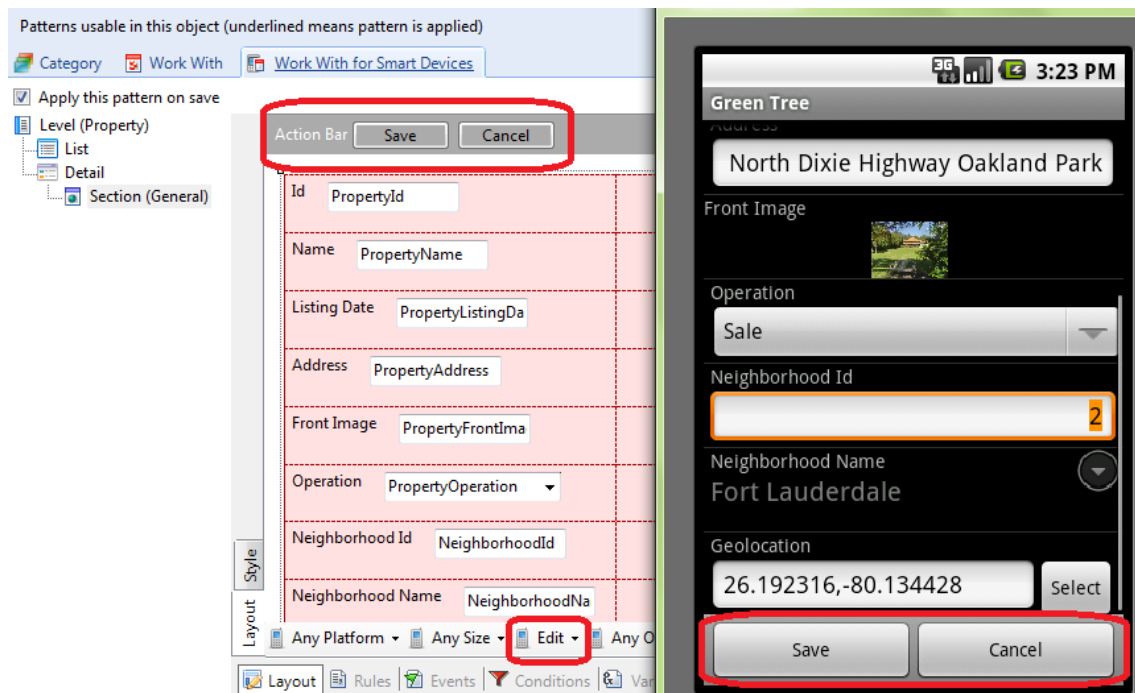 Patterns usable in this object (underlined means pattern is applied)
Category Work With Work With for Smart Devices
Apply this pattern on save
Level (Property)
List
Detail
Section (General)
Action Bar Save Cancel
Id PropertyId
Name PropertyName
Listing Date PropertyListingDa
Address PropertyAddress
Front Image PropertyFrontIma
Operation PropertyOperation
Neighborhood Id NeighborhoodId
Neighborhood Name NeighborhoodNa
Style
Layout
Any Platform Any Size Edit Any O
Layout Rules Events Conditions Var
3G 3:23 PM
Green Tree
Address
North Dixie Highway Oakland Park
Front Image
Operation
Sale
Neighborhood Id
2
Neighborhood Name
Fort Lauderdale
Geolocation
26.192316,-80.134428 Select
Save Cancel